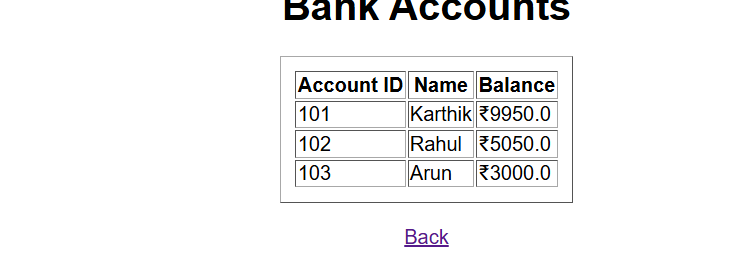 Bank Accounts
Account ID Name Balance
101 Karthik ₹9950.0
102 Rahul ₹5050.0
103 Arun ₹3000.0
Back